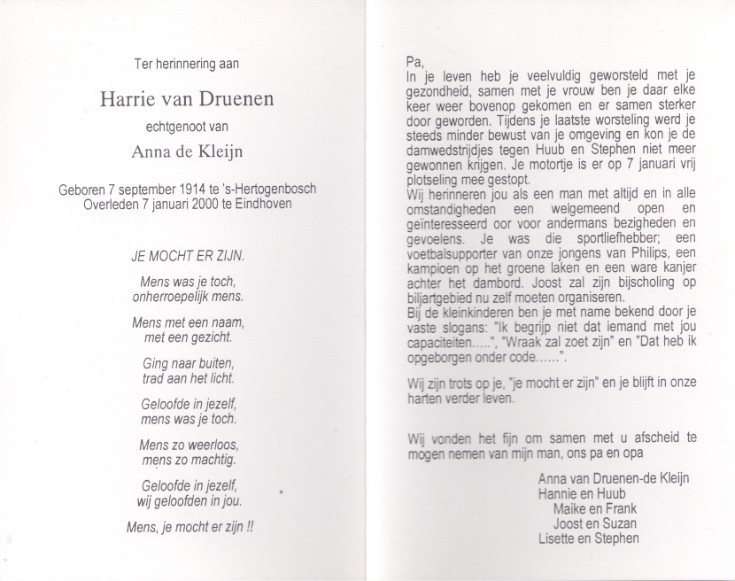 Ter herinnering aan
Harrie van Druenen
echtgenoot van
Anna de Kleijn
Geboren 7 september 1914 te 's-Hertogenbosch
Overleden 7 januari 2000 te Eindhoven
JE MOCHT ER ZIJN.
Mens was je toch,
onherroepelijk mens.
Mens met een naam,
met een gezicht.
Ging naar buiten,
trad aan het licht.
Geloofde in jezelf,
mens was je toch.
Mens zo weerloos,
mens zo machtig.
Geloofde in jezelf,
wij geloofden in jou.
Mens, je mocht er zijn !!
Pa,
In je leven heb je veelvuldig geworsteld met je
gezondheid, samen met je vrouw ben je daar elke
keer weer bovenop gekomen en er samen sterker
door geworden. Tijdens je laatste worsteling werd je
steeds minder bewust van je omgeving en kon je de
damwedstrijdjes tegen Huub en Stephen niet meer
gewonnen krijgen. Je motortje is er op 7 januari vrij
plotseling mee gestopt.
Wij herinneren jou als een man met altijd en in alle
omstandigheden een welgemeend open en
geïnteresseerd oor voor andermans bezigheden en
gevoelens. Je was die sportliefhebber; een
voetbalsupporter van onze jongens van Philips, een
kampioen op het groene laken en een ware kanjer
achter het dambord. Joost zal zijn bijscholing op
biljartgebied nu zelf moeten organiseren.
Bij de kleinkinderen ben je met name bekend door je
vaste slogans: "Ik begrijp niet dat iemand met jou
capaciteiten.....", "Wraak zal zoet zijn" en "Dat heb ik
opgeborgen onder code......".
Wij zijn trots op je, "je mocht er zijn" en je blijft in onze
harten verder leven.
Wij vonden het fijn om samen met u afscheid te
mogen nemen van mijn man, ons pa en opa
Anna van Druenen-de Kleijn
Hannie en Huub
Maike en Frank
Joost en Suzan
Lisette en Stephen